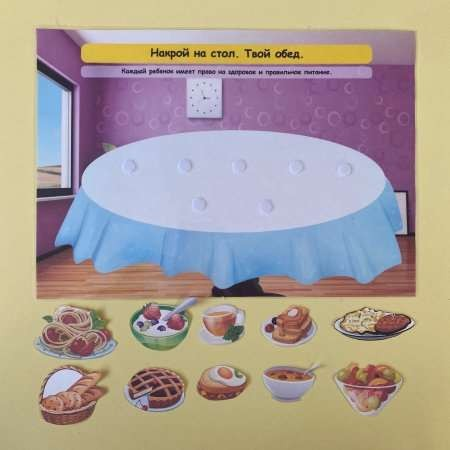 Накрой на стол. Твой обед.
Каждый ребенок имеет право на здоровое и правильное питание.